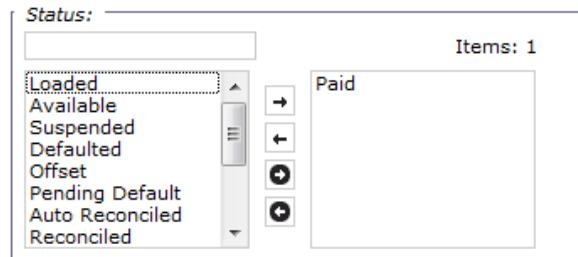 Status:
Items: 1
Loaded
Available
Suspended
Defaulted
Offset
Pending Default
Auto Reconciled
Reconciled
Paid